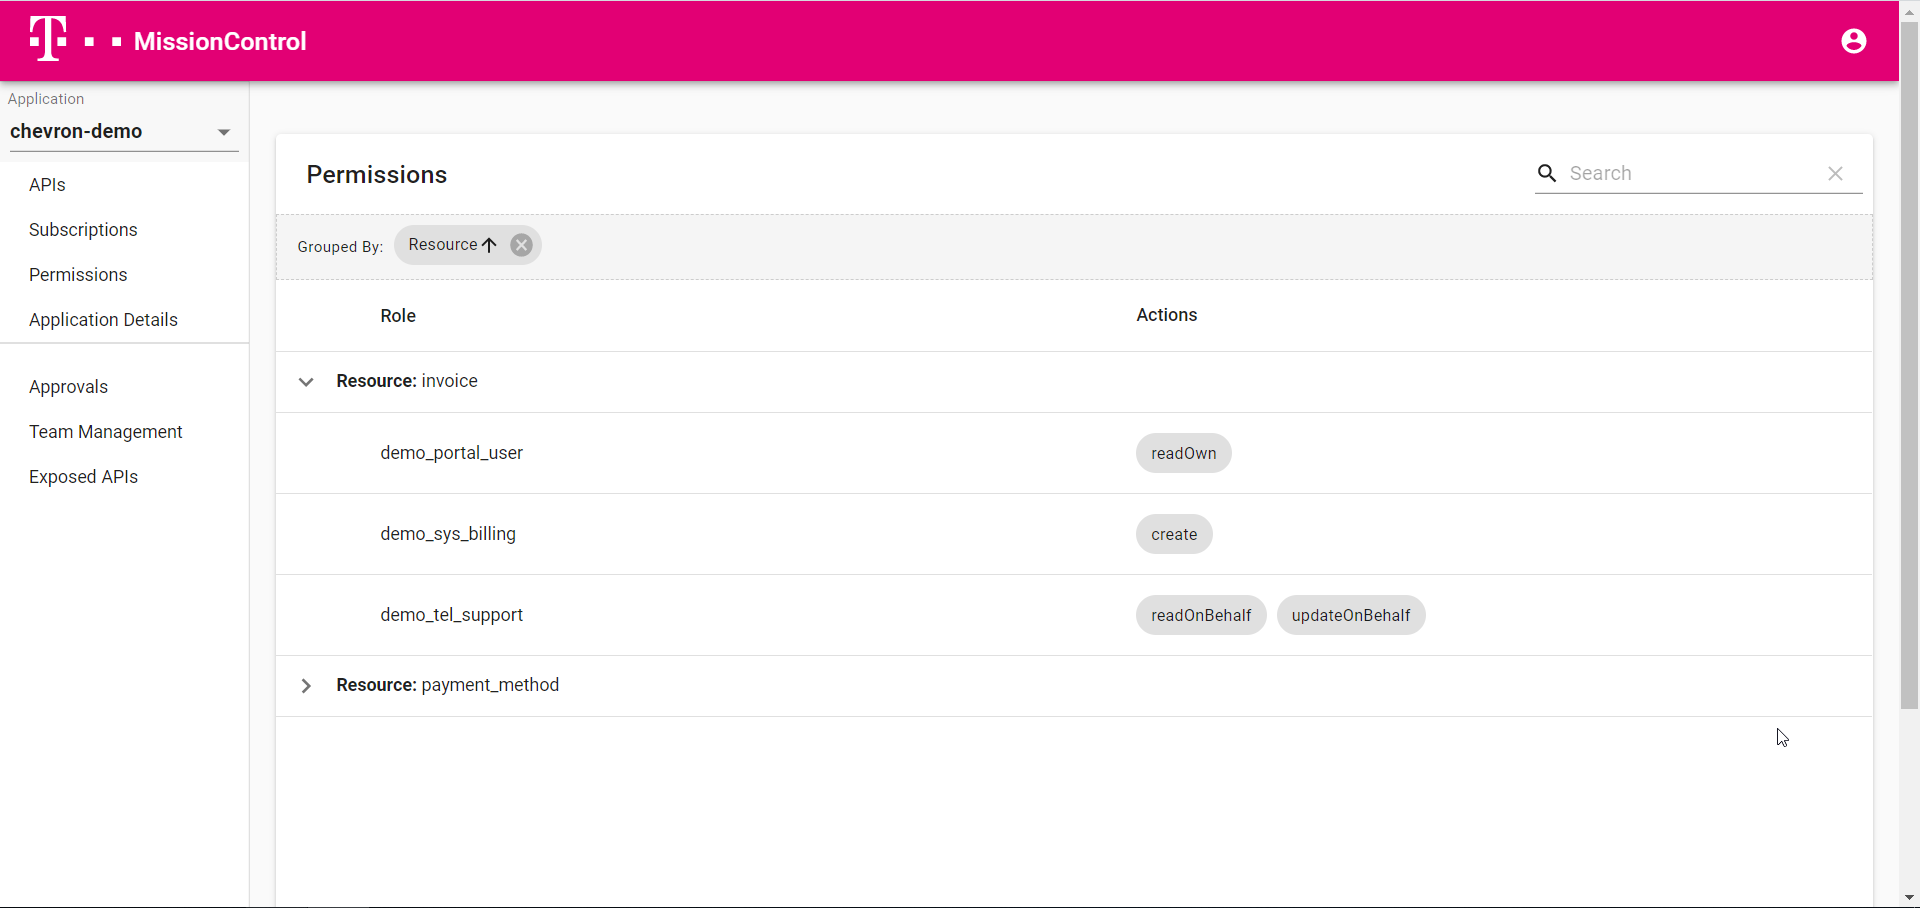 T MissionControl
Application
chevron-demo
APIs
Subscriptions
Permissions
Application Details
Approvals
Team Management
Exposed APIs
Permissions
Search
Grouped By: Resource
Role Actions
Resource: invoice
demo_portal_user readOwn
demo_sys_billing create
demo_tel_support readOnBehalf updateOnBehalf
Resource: payment_method